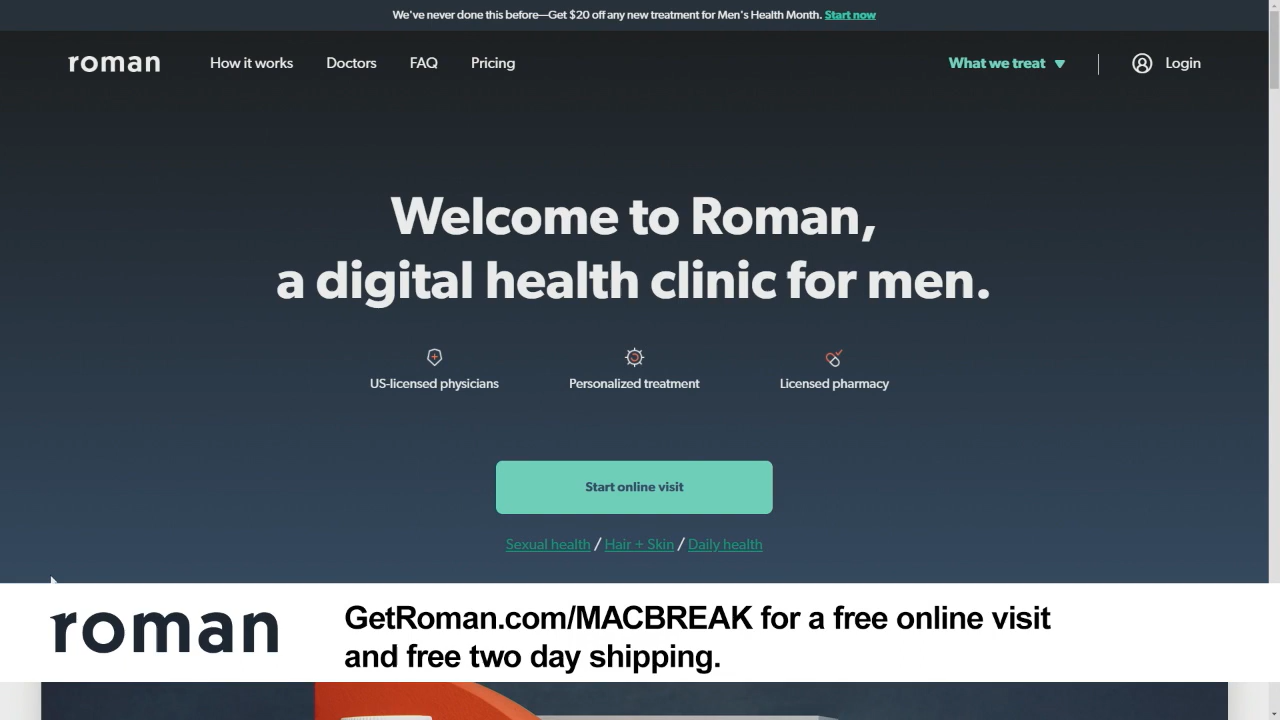 We've never done this before—Get $20 off any new treatment for Men's Health Month. Start now
roman How it works Doctors FAQ Pricing What we treat Login
Welcome to Roman,
a digital health clinic for men.
US-licensed physicians Personalized treatment Licensed pharmacy
Start online visit
Sexual health / Hair + Skin / Daily health
roman
GetRoman.com/MACBREAK for a free online visit
and free two day shipping.